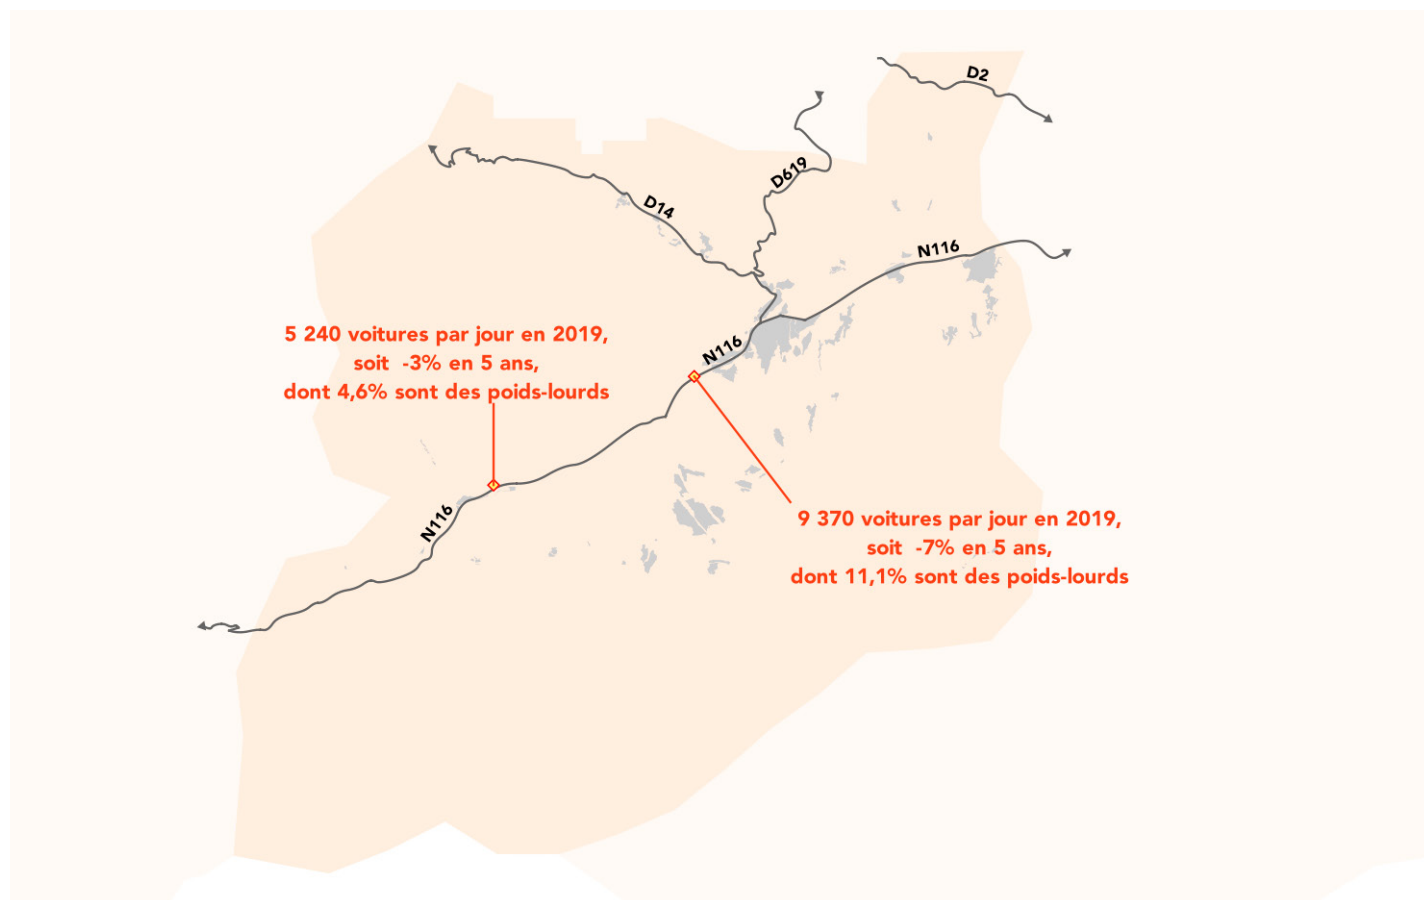 D2
D619
D14
N116
5 240 voitures par jour en 2019,
soit -3% en 5 ans,
dont 4,6% sont des poids-lourds
N116
N116
9 370 voitures par jour en 2019,
soit -7% en 5 ans,
dont 11,1% sont des poids-lourds